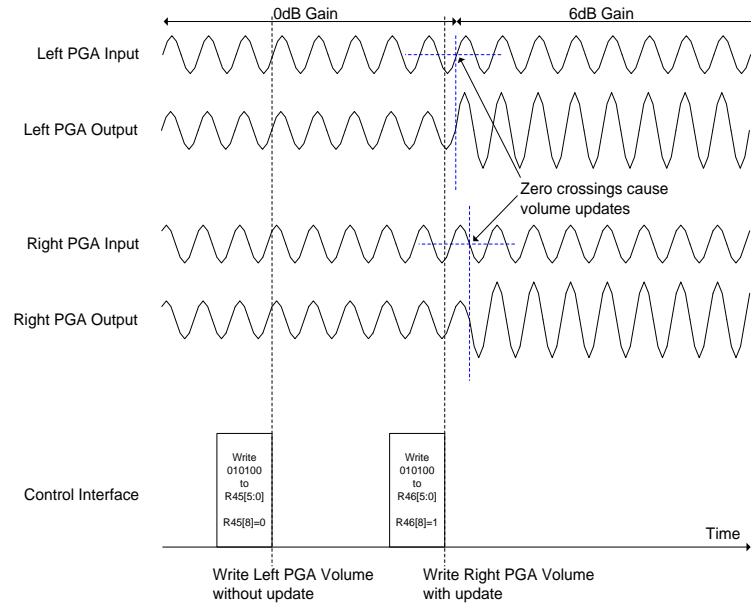 0dB Gain
6dB Gain
Left PGA Input
Left PGA Output
Zero crossings cause
volume updates
Right PGA Input
Right PGA Output
Write
010100
to
R45[5:0]
R45[8]=0
Write
010100
to
R46[5:0]
R46[8]=1
Control Interface
Time
Write Left PGA Volume
without update
Write Right PGA Volume
with update